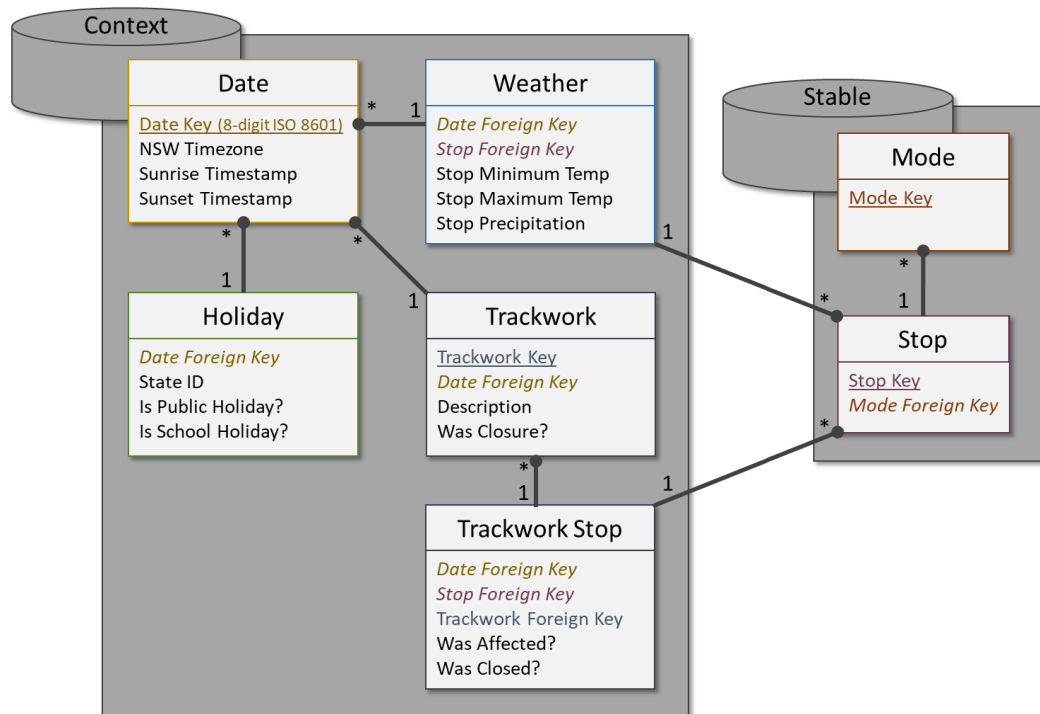 Context
Date
Date Key (8-digit ISO 8601)
NSW Timezone
Sunrise Timestamp
Sunset Timestamp
*
1
Weather
Date Foreign Key
Stop Foreign Key
Stop Minimum Temp
Stop Maximum Temp
Stop Precipitation
Stable
Mode
Mode Key
*
1
*
1
*
1
1
*
Holiday
Date Foreign Key
State ID
Is Public Holiday?
Is School Holiday?
Trackwork
Trackwork Key
Date Foreign Key
Description
Was Closure?
Stop
Stop Key
Mode Foreign Key
*
1
*
1
Trackwork Stop
Date Foreign Key
Stop Foreign Key
Trackwork Foreign Key
Was Affected?
Was Closed?